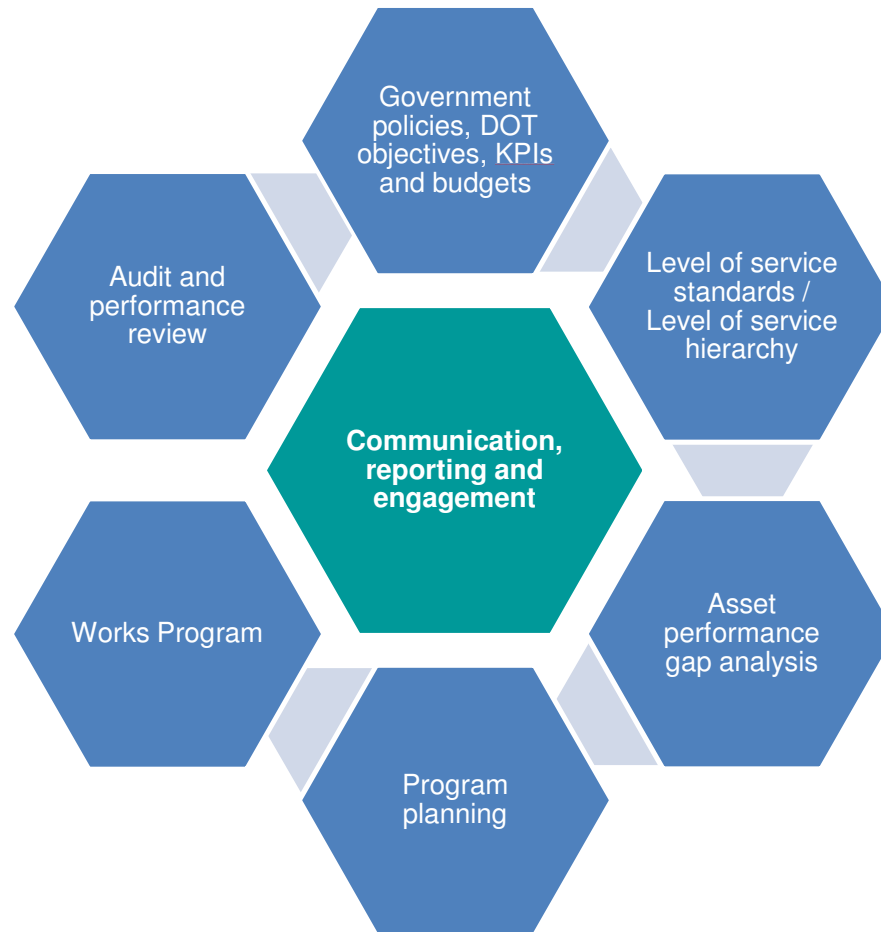 Government
policies, DOT
objectives, KPIs
and budgets
Level of service
standards /
Level of service
hierarchy
Asset
performance
gap analysis
Program
planning
Works Program
Audit and
performance
review
Communication,
reporting and
engagement